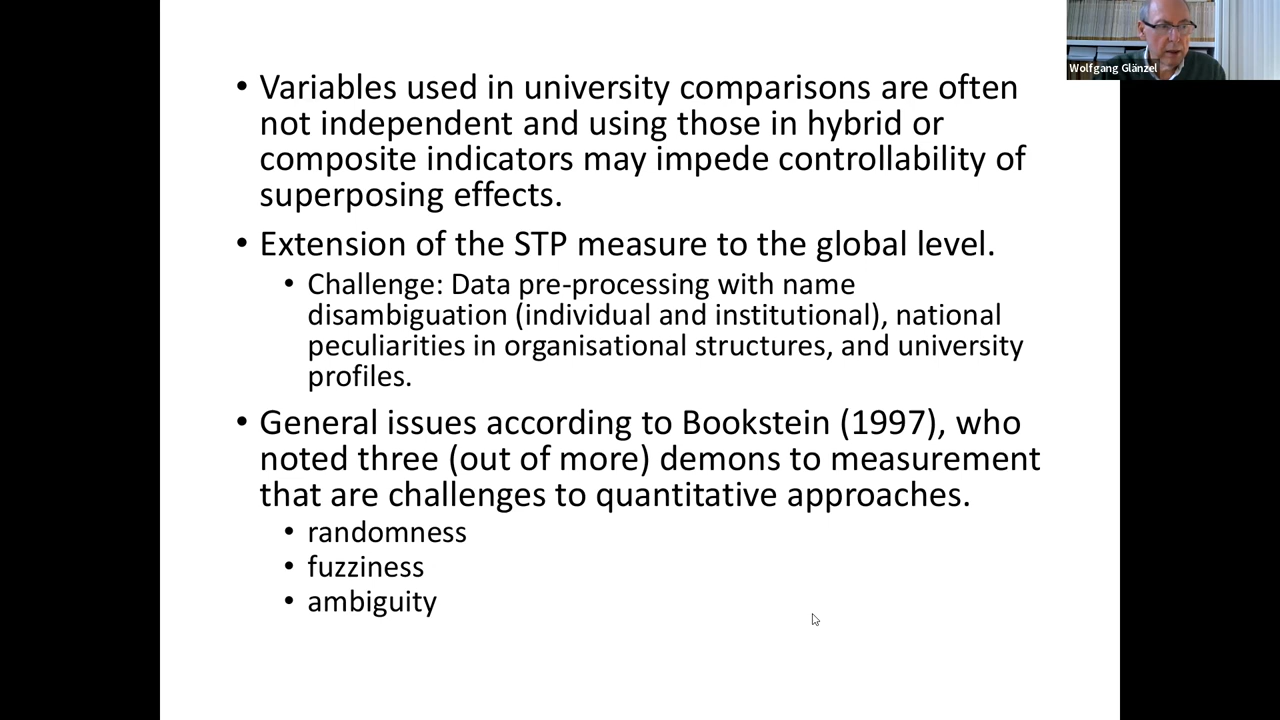 Wolfgang Glänzel
• Variables used in university comparisons are often
not independent and using those in hybrid or
composite indicators may impede controllability of
superposing effects.
• Extension of the STP measure to the global level.
• Challenge: Data pre-processing with name
disambiguation (individual and institutional), national
peculiarities in organisational structures, and university
profiles.
• General issues according to Bookstein (1997), who
noted three (out of more) demons to measurement
that are challenges to quantitative approaches.
• randomness
• fuzziness
• ambiguity